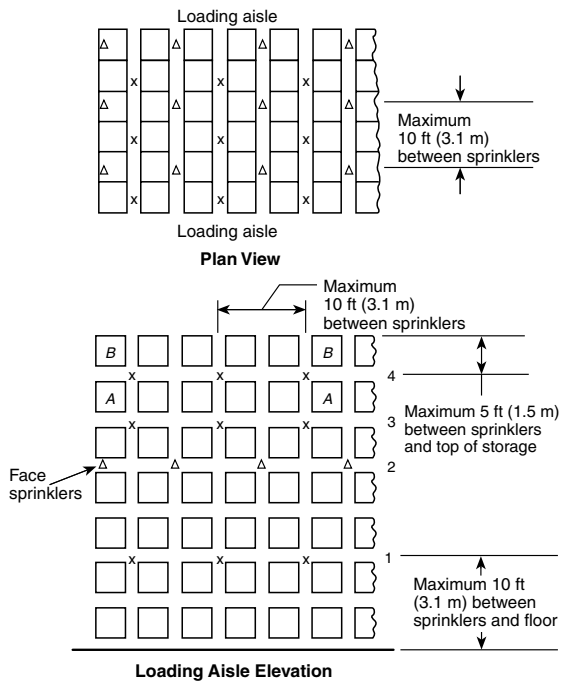 Loading aisle
x x x
Maximum
10 ft (3.1 m)
between sprinklers
x x x
x x x
Loading aisle
Plan View
Maximum
10 ft (3.1 m)
between sprinklers
B B
x x x 4
A A
Maximum 5 ft (1.5 m)
between sprinklers
and top of storage
x x x 3
Face
sprinklers
2
x x x 1
Maximum 10 ft
(3.1 m) between
sprinklers and floor
Loading Aisle Elevation